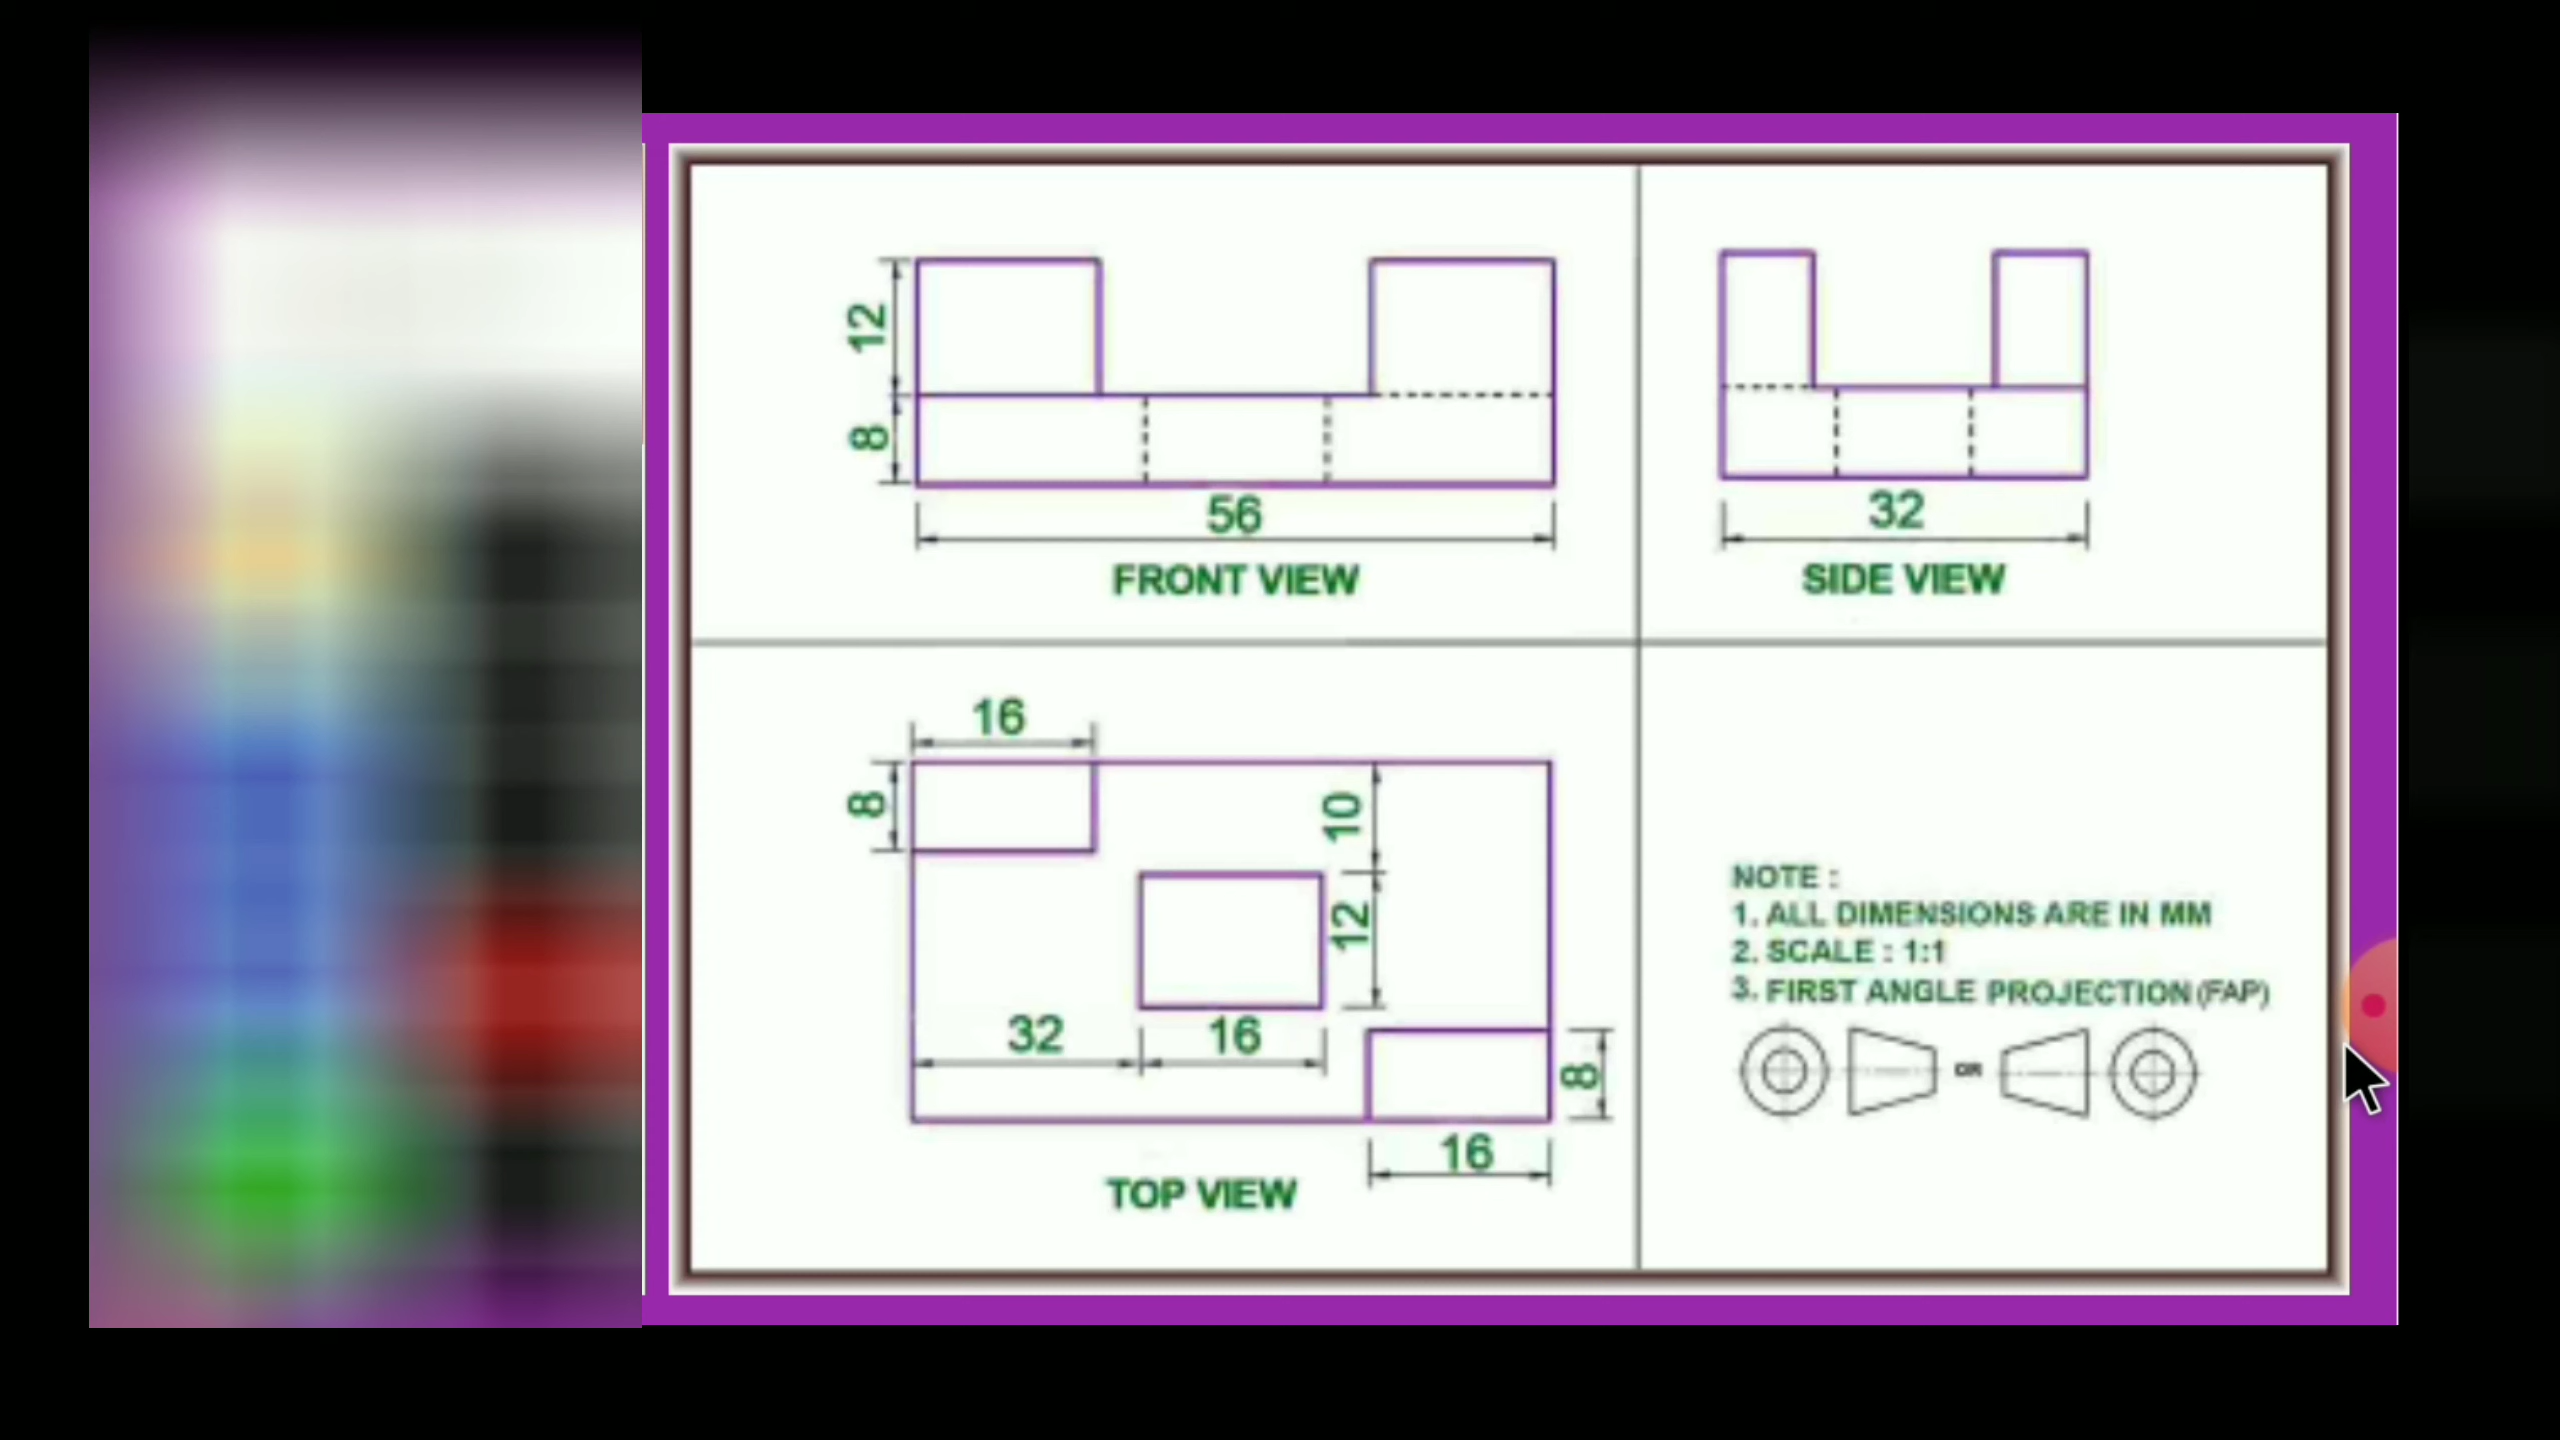 12
8
56
FRONT VIEW
32
SIDE VIEW
16
8
10
12
32
16
8
16
TOP VIEW
NOTE :
1. ALL DIMENSIONS ARE IN MM
2. SCALE : 1:1
3. FIRST ANGLE PROJECTION (FAP)
OR